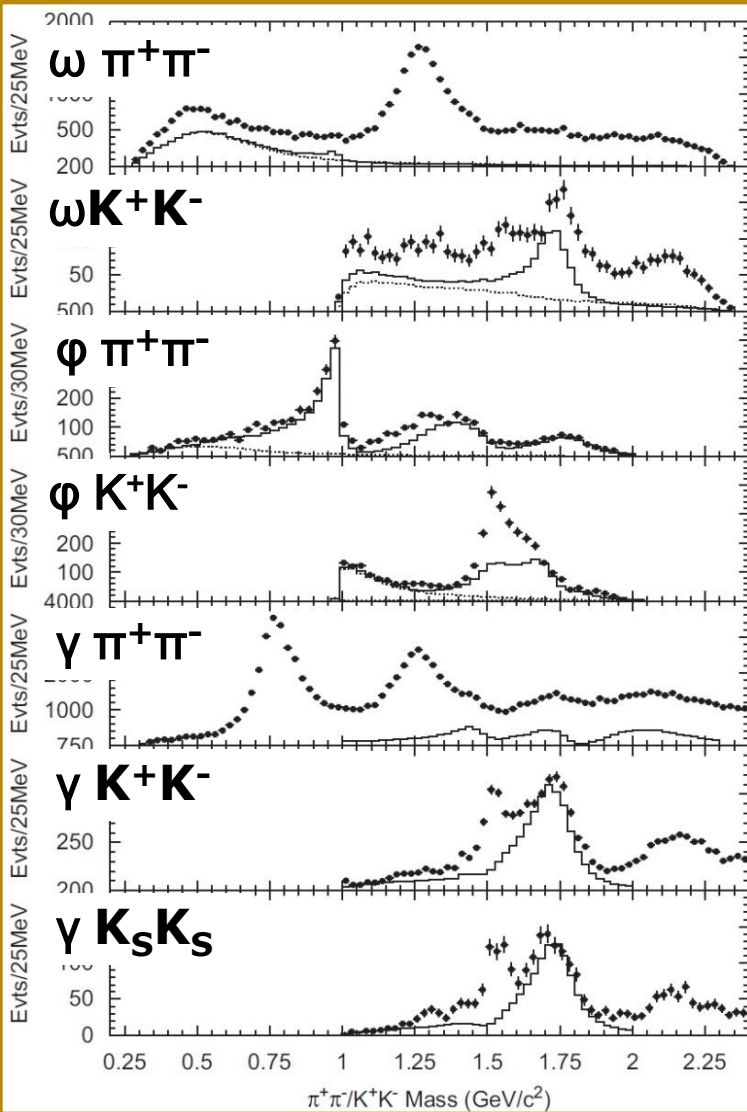 2000
ω π⁺π⁻
Evts/25MeV
1000
500
200
ωK⁺K⁻
Evts/25MeV
50
500
φ π⁺π⁻
Evts/30MeV
200
100
500
φ K⁺K⁻
Evts/30MeV
200
100
4000
γ π⁺π⁻
Evts/25MeV
1000
750
γ K⁺K⁻
Evts/25MeV
250
200
γ KₛKₛ
Evts/25MeV
100
50
0
0.25 0.5 0.75 1 1.25 1.5 1.75 2 2.25
π⁺π⁻/K⁺K⁻ Mass (GeV/c²)